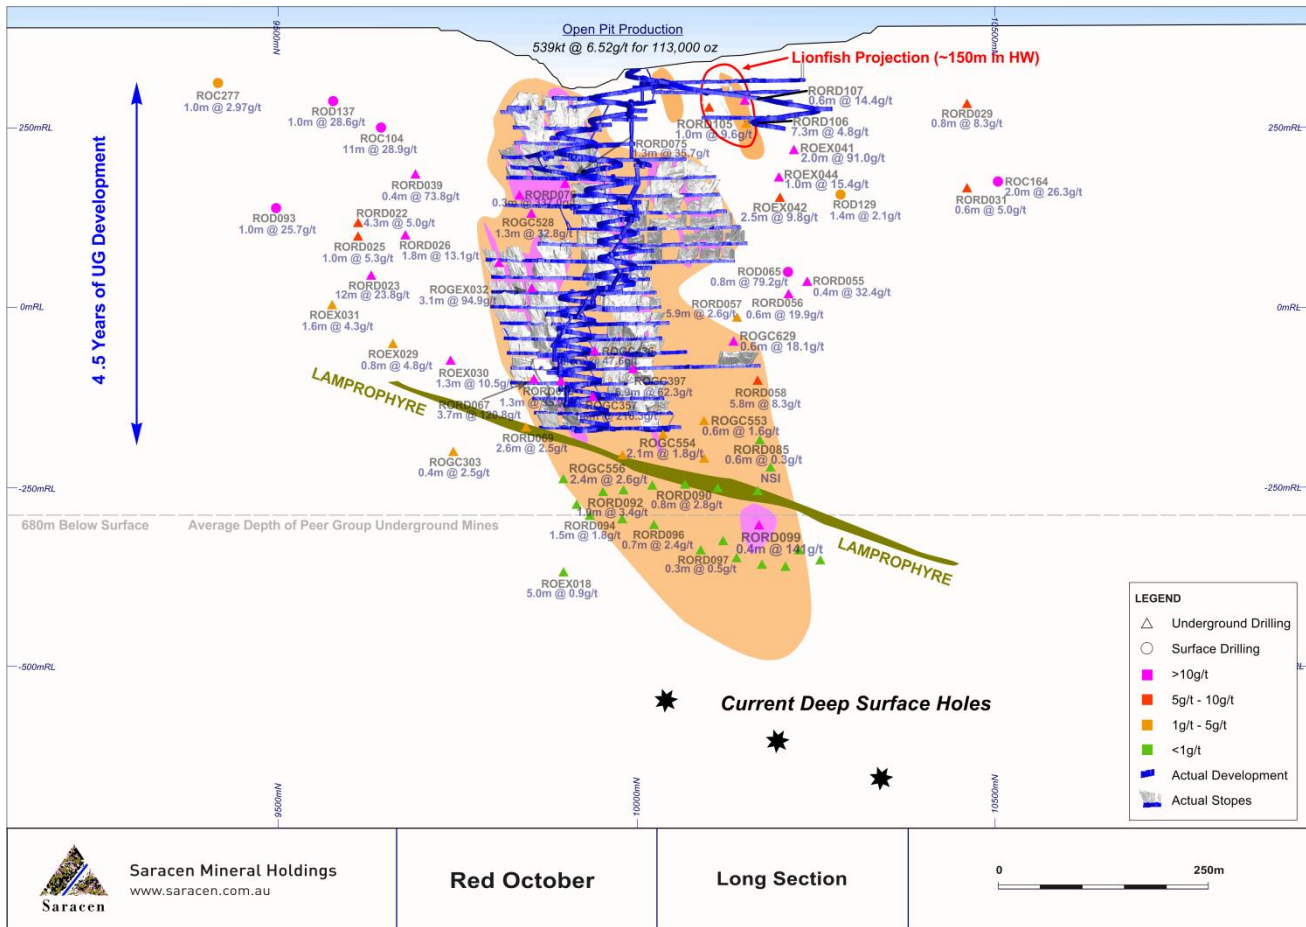 9500mN
10500mN
Open Pit Production
539kt @ 6.52g/t for 113,000 oz
Lionfish Projection (~150m in HW)
ROC277
1.0m @ 2.97g/t
ROD137
1.0m @ 28.6g/t
RORD107
0.6m @ 14.4g/t
RORD029
0.8m @ 8.3g/t
250mRL
250mRL
ROC104
11m @ 28.9g/t
RORD105
1.0m @ 9.6g/t
RORD106
7.3m @ 4.8g/t
RORD075
1.3m @ 35.7g/t
ROEX041
2.0m @ 91.0g/t
RORD039
0.4m @ 73.8g/t
ROEX044
1.0m @ 15.4g/t
ROC164
2.0m @ 26.3g/t
RORD031
0.6m @ 5.0g/t
ROD129
1.4m @ 2.1g/t
ROEX042
2.5m @ 9.8g/t
ROD093
1.0m @ 25.7g/t
RORD022
4.3m @ 5.0g/t
RORD025
1.0m @ 5.3g/t
RORD026
1.8m @ 13.1g/t
ROGC528
1.3m @ 32.8g/t
4 .5 Years of UG Development
RORD023
12m @ 23.8g/t
ROGEX032
3.1m @ 94.9g/t
ROD065
0.8m @ 79.2g/t
RORD055
0.4m @ 32.4g/t
RORD056
0.6m @ 19.9g/t
RORD057
5.9m @ 2.6g/t
0mRL
0mRL
ROEX031
1.6m @ 4.3g/t
ROEX029
0.8m @ 4.8g/t
ROGC629
0.6m @ 18.1g/t
ROEX030
1.3m @ 10.5g/t
ROGC397
62.3g/t
RORD058
5.8m @ 8.3g/t
RORD067
3.7m @
ROGC357
LAMPROPHYRE
ROGC553
0.6m @ 1.6g/t
RORD069
2.6m @ 2.5g/t
ROGC554
2.1m @ 1.8g/t
RORD085
0.6m @ 0.3g/t
NSI
ROGC303
0.4m @ 2.5g/t
ROGC556
2.4m @ 2.6g/t
-250mRL
-250mRL
RORD090
0.8m @ 2.8g/t
RORD092
3.4g/t
680m Below Surface
Average Depth of Peer Group Underground Mines
RORD094
1.5m @ 1.8g/t
RORD096
0.7m @ 2.4g/t
RORD099
0.4m @ 141g/t
RORD097
0.3m @ 0.5g/t
LAMPROPHYRE
ROEX018
5.0m @ 0.9g/t
LEGEND
Underground Drilling
Surface Drilling
>10g/t
5g/t - 10g/t
1g/t - 5g/t
<1g/t
Actual Development
Actual Stopes
-500mRL
Current Deep Surface Holes
9500mN
10000mN
10500mN
Saracen
Saracen Mineral Holdings
www.saracen.com.au
Red October
Long Section
0
250m